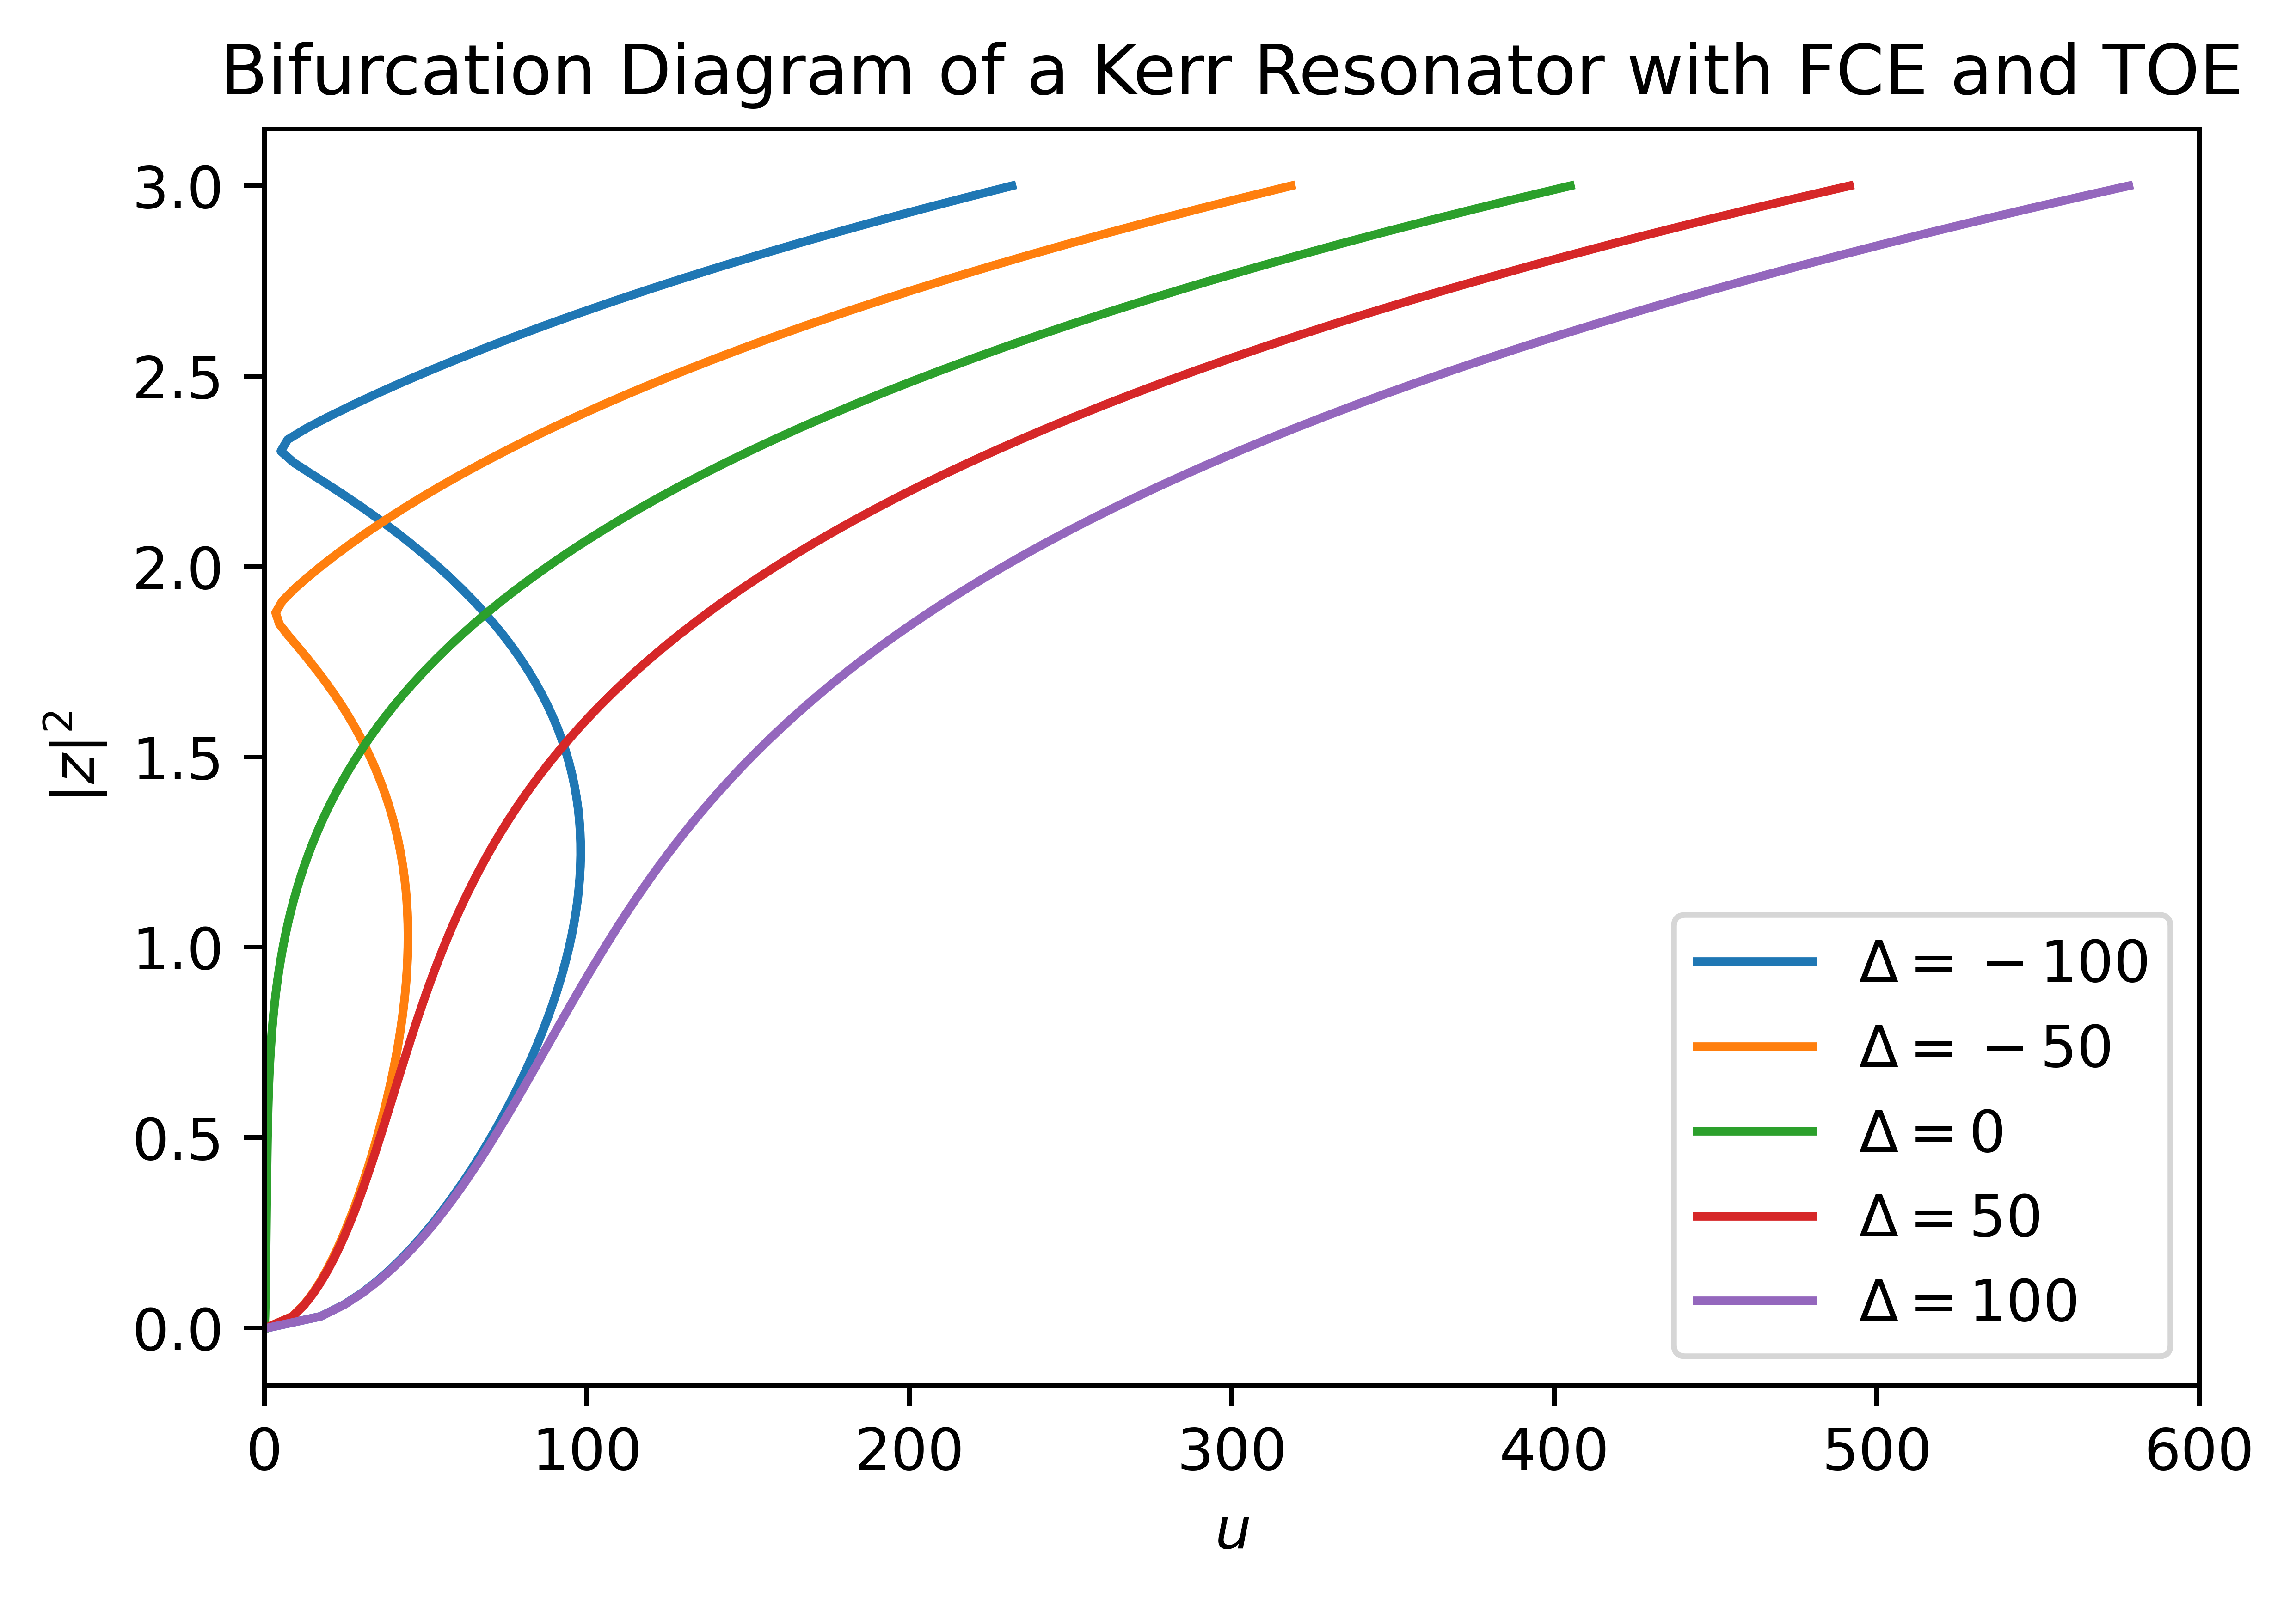 Bifurcation Diagram of a Kerr Resonator with FCE and TOE
|z|²
3.0
2.5
2.0
1.5
1.0
0.5
0.0
0 100 200 300 400 500 600
u
Δ = − 100
Δ = − 50
Δ = 0
Δ = 50
Δ = 100